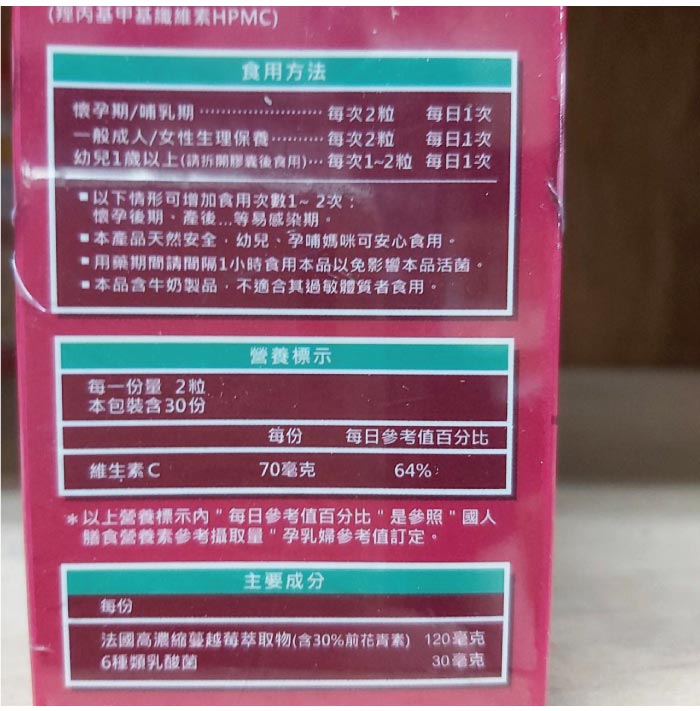 (羥丙基甲基纖維素HPMC)
食用方法
懷孕期/哺乳期 ······················ 每次2粒 每日1次
一般成人/女性生理保養·········· 每次2粒 每日1次
幼兒1歲以上(請拆開膠囊後食用)··· 每次1~2粒 每日1次
▪以下情形可增加食用次數1~ 2次：
懷孕後期、產後...等易感染期。
▪本產品天然安全，幼兒、孕哺媽咪可安心食用。
▪用藥期間請間隔1小時食用本品以免影響本品活菌。
▪本品含牛奶製品，不適合其過敏體質者食用。
營養標示
每一份量 2粒
本包裝含30份
每份 每日參考值百分比
維生素C 70毫克 64%
＊以上營養標示內＂每日參考值百分比＂是參照＂國人
膳食營養素參考攝取量＂孕乳婦參考值訂定。
主要成分
每份
法國高濃縮蔓越莓萃取物(含30%前花青素) 120毫克
6種類乳酸菌 30毫克